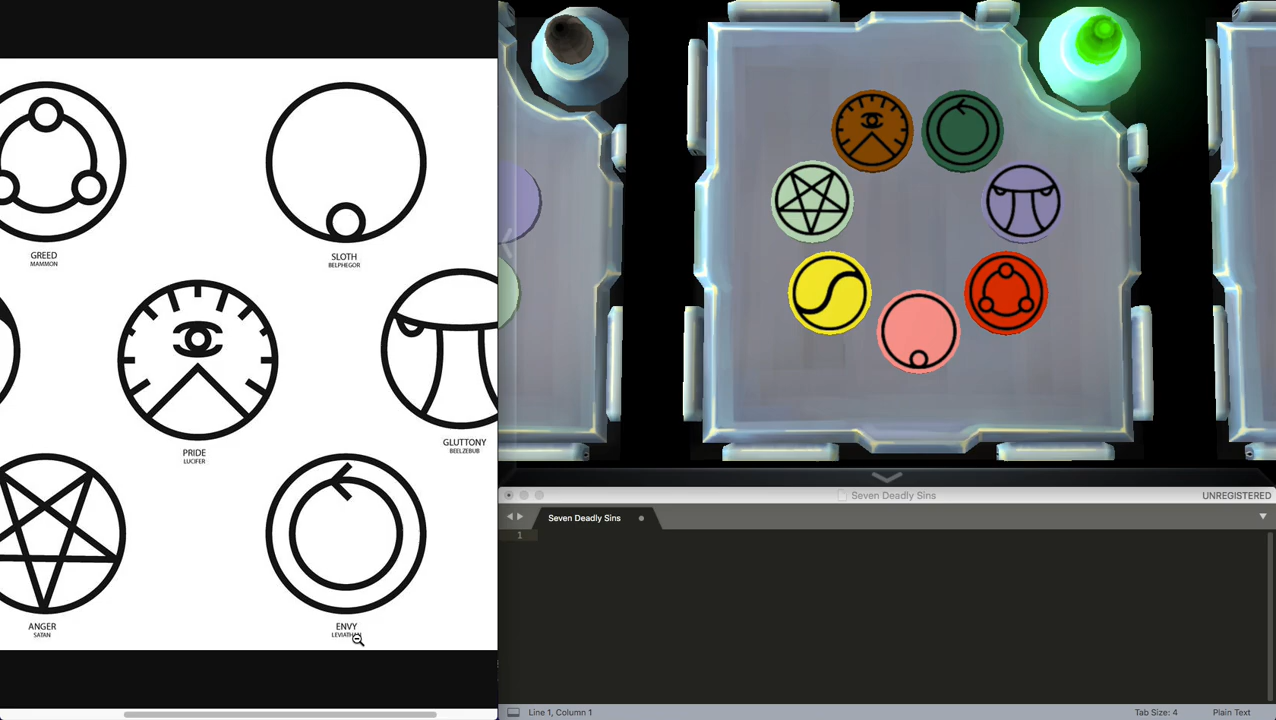 GREED
MAMMON
SLOTH
BELPHEGOR
PRIDE
LUCIFER
GLUTTONY
BEELZEBUB
ANGER
SATAN
ENVY
LEVIATHAN
Seven Deadly Sins
UNREGISTERED
Seven Deadly Sins
1
Line 1, Column 1
Tab Size: 4
Plain Text